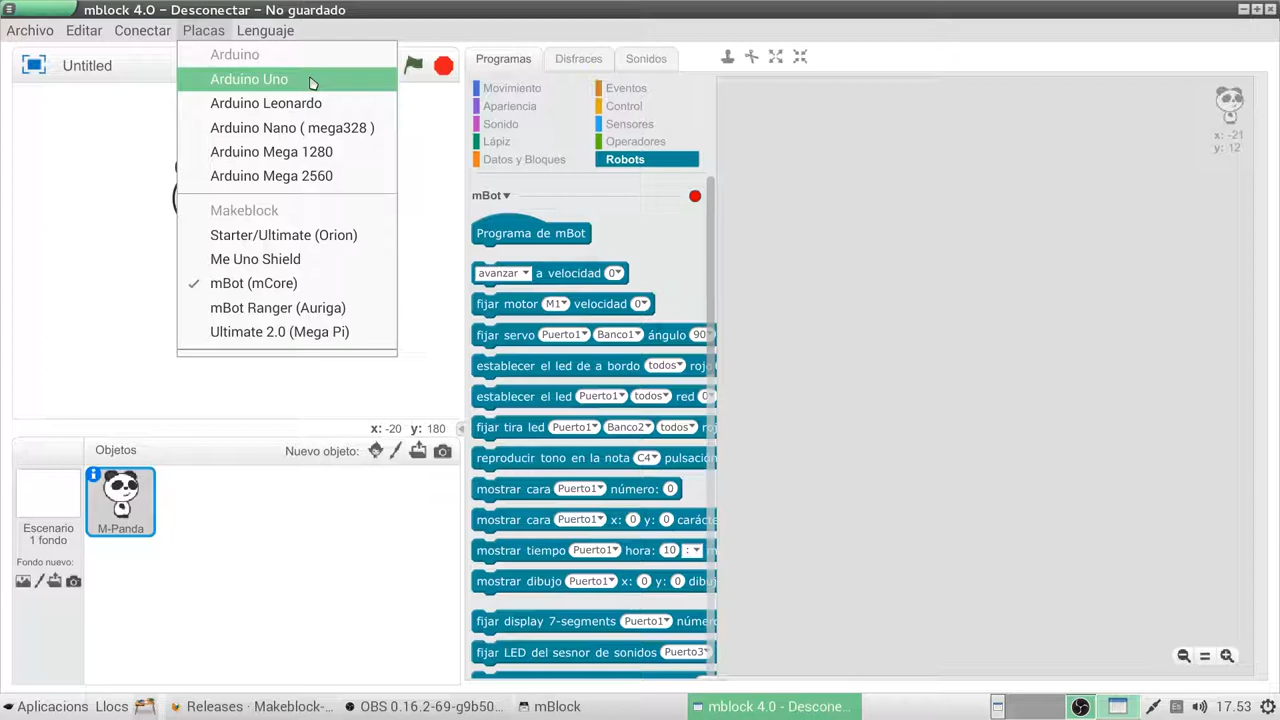 mblock 4.0 - Desconectar - No guardado
Archivo Editar Conectar Placas Lenguaje
Untitled
Arduino
Arduino Uno
Arduino Leonardo
Arduino Nano ( mega328 )
Arduino Mega 1280
Arduino Mega 2560
Makeblock
Starter/Ultimate (Orion)
Me Uno Shield
mBot (mCore)
mBot Ranger (Auriga)
Ultimate 2.0 (Mega Pi)
x: -20 y: 180
Objetos
Nuevo objeto:
Escenario
1 fondo
Fondo nuevo:
M-Panda
Programas Disfraces Sonidos
Movimiento
Apariencia
Sonido
Lápiz
Datos y Bloques
Eventos
Control
Sensores
Operadores
Robots
mBot
Programa de mBot
avanzar a velocidad 0
fijar motor M1 velocidad 0
fijar servo Puerto1 Banco1 ángulo 90
establecer el led de a bordo todos rojo
establecer el led Puerto1 todos red 0
fijar tira led Puerto1 Banco2 todos ro
reproducir tono en la nota C4 pulsación
mostrar cara Puerto1 número: 0
mostrar cara Puerto1 x: 0 y: 0 carácte
mostrar tiempo Puerto1 hora: 10 : m
mostrar dibujo Puerto1 x: 0 y: 0 dibuj
fijar display 7-segments Puerto1 númer
fijar LED del sesnor de sonidos Puerto3
x: -21
y: 12
Aplicacions Llocs Releases · Makeblock-... OBS 0.16.2-69-g9b50... mBlock mblock 4.0 - Descone... Es 17.53